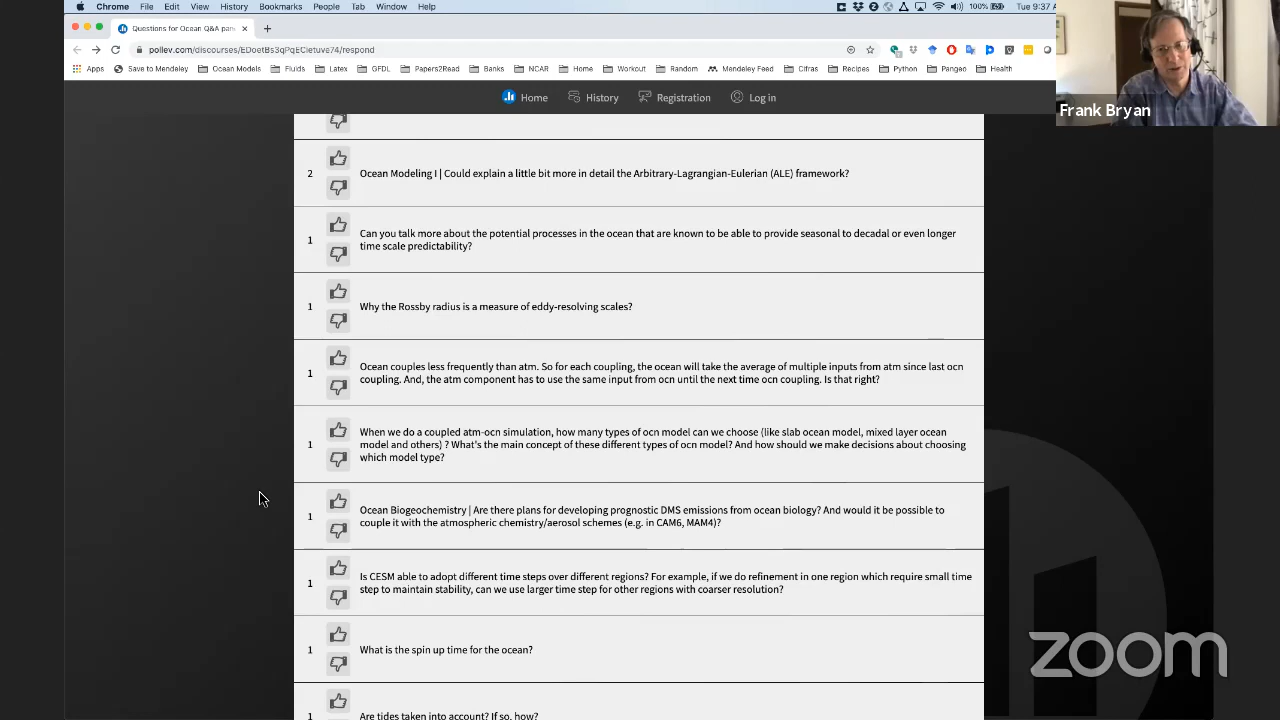 Chrome File Edit View History Bookmarks People Tab Window Help
100% Tue 9:37 A
Questions for Ocean Q&A pan
pollev.com/discourses/EDoetBs3qPqECietuve74/respond
Apps Save to Mendeley Ocean Models Fluids Latex GFDL Papers2Read Banks NCAR Home Workout Random Mendeley Feed Cifras Recipes Python Pangeo Health
Frank Bryan
Home History Registration Log in
2 Ocean Modeling I | Could explain a little bit more in detail the Arbitrary-Lagrangian-Eulerian (ALE) framework?
1 Can you talk more about the potential processes in the ocean that are known to be able to provide seasonal to decadal or even longer
time scale predictability?
1 Why the Rossby radius is a measure of eddy-resolving scales?
1 Ocean couples less frequently than atm. So for each coupling, the ocean will take the average of multiple inputs from atm since last ocn
coupling. And, the atm component has to use the same input from ocn until the next time ocn coupling. Is that right?
1 When we do a coupled atm-ocn simulation, how many types of ocn model can we choose (like slab ocean model, mixed layer ocean
model and others) ? What's the main concept of these different types of ocn model? And how should we make decisions about choosing
which model type?
1 Ocean Biogeochemistry | Are there plans for developing prognostic DMS emissions from ocean biology? And would it be possible to
couple it with the atmospheric chemistry/aerosol schemes (e.g. in CAM6, MAM4)?
1 Is CESM able to adopt different time steps over different regions? For example, if we do refinement in one region which require small time
step to maintain stability, can we use larger time step for other regions with coarser resolution?
1 What is the spin up time for the ocean?
1 Are tides taken into account? If so, how?
zoom